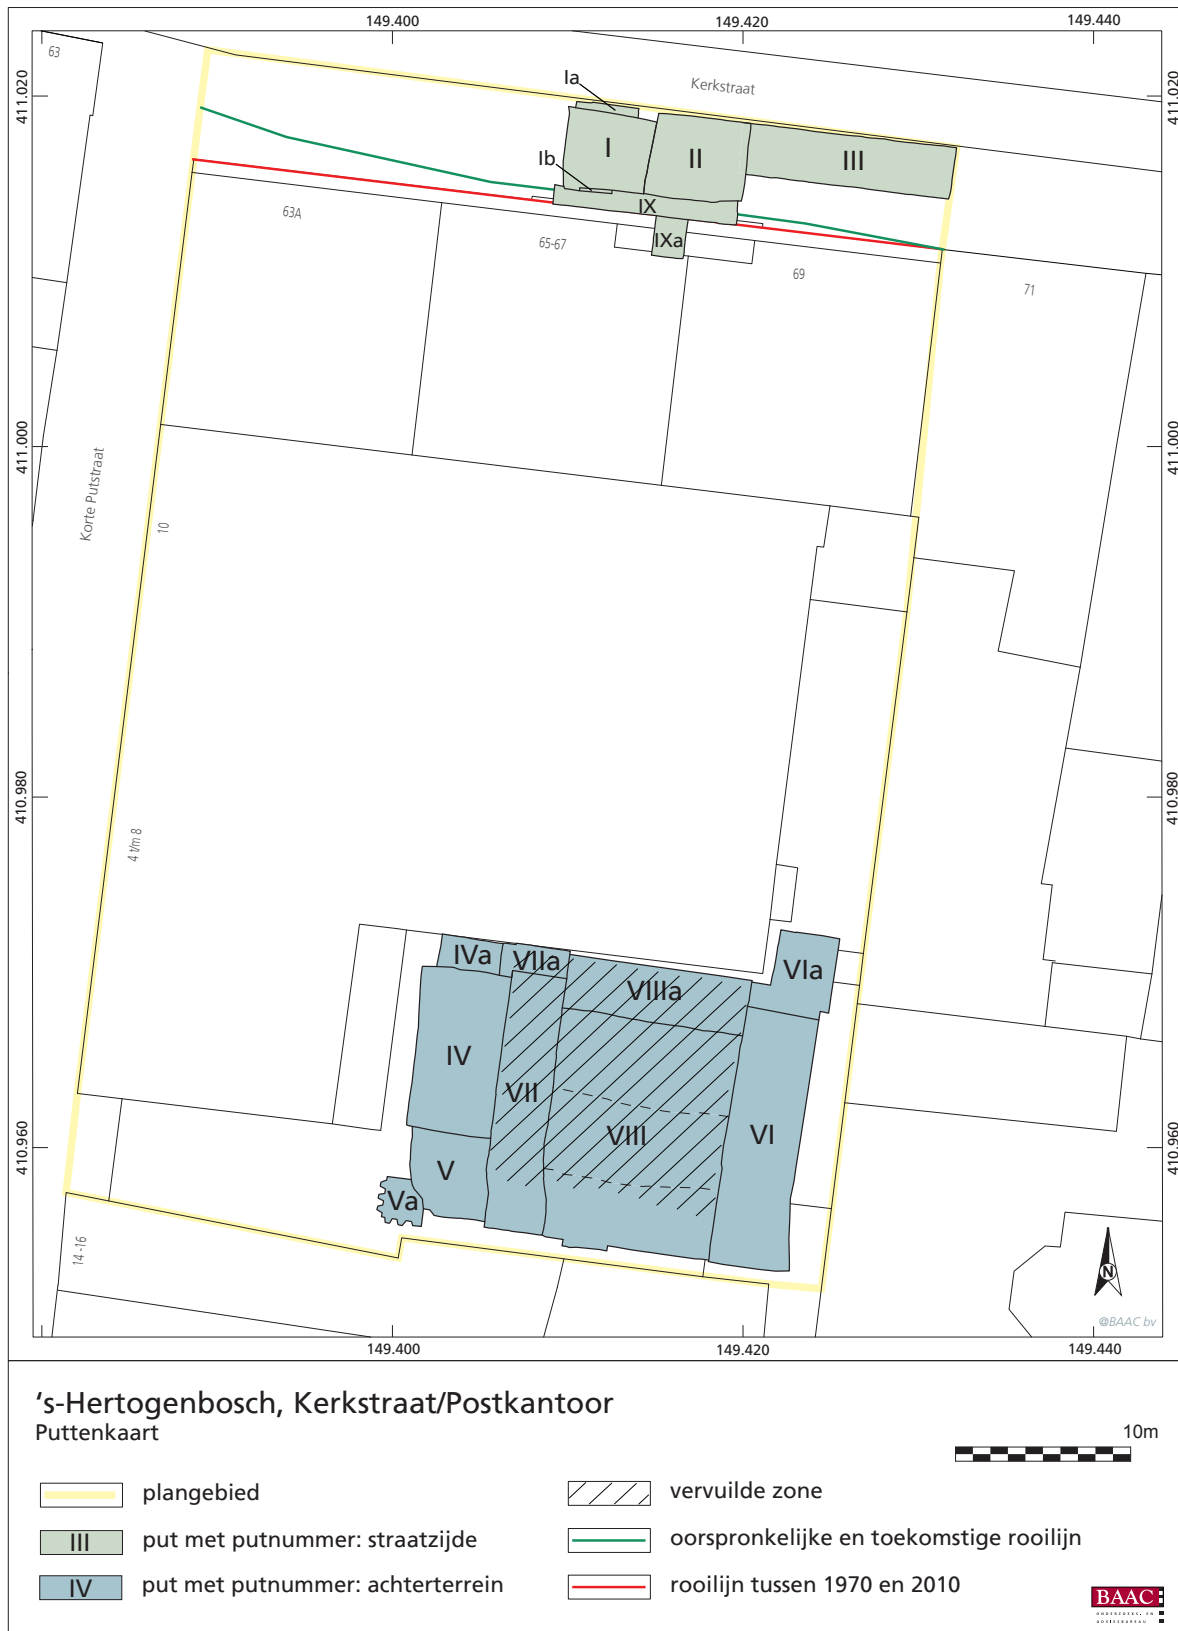 149.400
149.420
149.440
63
Kerkstraat
411.020
411.020
Ia
I
II
III
Ib
IX
IXa
63A
65-67
69
71
411.000
411.000
Korte Putstraat
10
410.980
410.980
4 t/m 8
IVa
VIIa
VIIIa
VIa
IV
VII
VIII
VI
V
Va
410.960
410.960
14 -16
N
@BAAC bv
149.400
149.420
149.440
‘s-Hertogenbosch, Kerkstraat/Postkantoor
Puttenkaart
10m
plangebied
vervuilde zone
III
put met putnummer: straatzijde
oorspronkelijke en toekomstige rooilijn
IV
put met putnummer: achterterrein
rooilijn tussen 1970 en 2010
BAAC
ONDERZOEKS- EN
ADVIESBUREAU